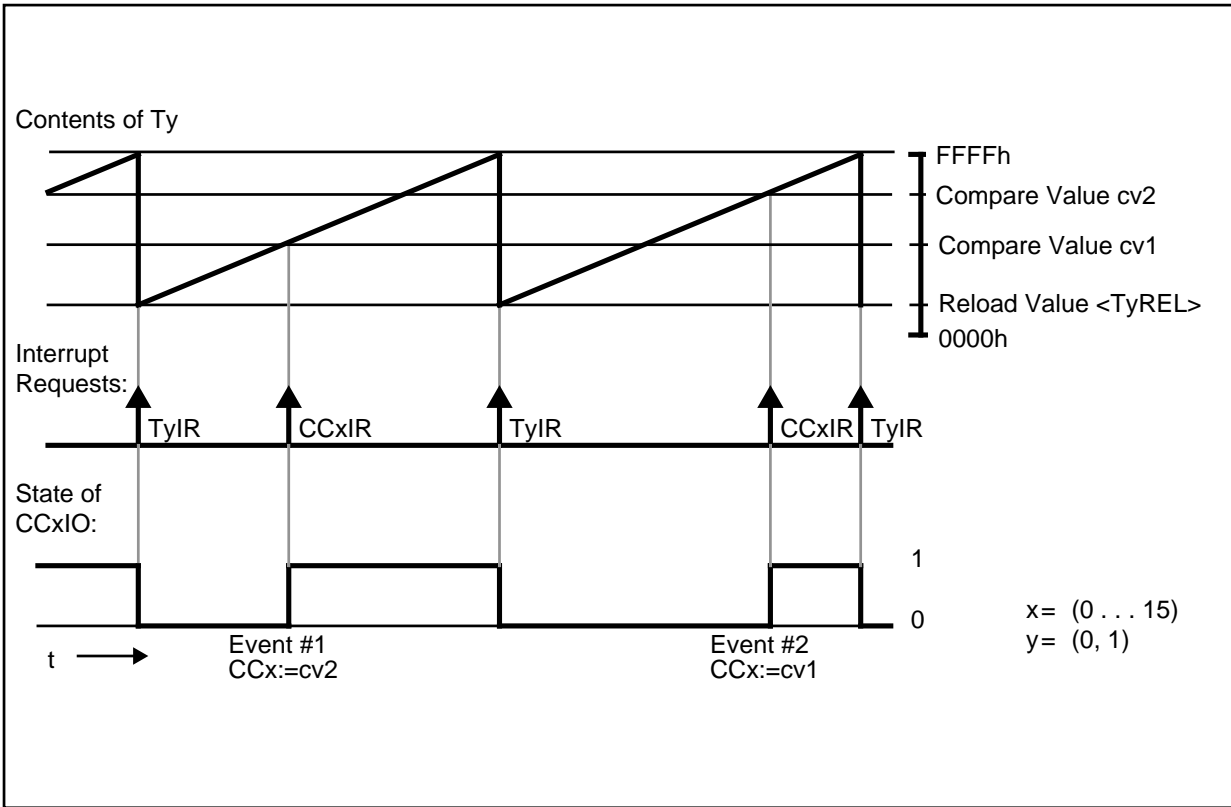 Contents of Ty
FFFFh
Compare Value cv2
Compare Value cv1
Reload Value <TyREL>
0000h
Interrupt
Requests:
TyIR
CCxIR
TyIR
CCxIR
TyIR
State of
CCxIO:
1
0
x= (0 . . . 15)
y= (0, 1)
t
Event #1
CCx:=cv2
Event #2
CCx:=cv1